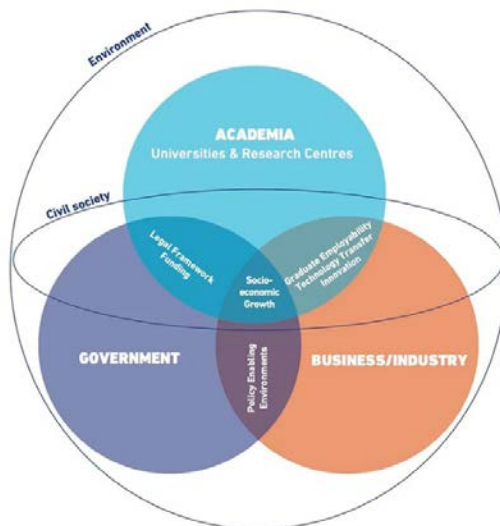 Environment
ACADEMIA
Universities & Research Centres
Civil society
Legal Framework
Funding
Graduate Employability
Technology Transfer
Innovation
Socio-
economic
Growth
GOVERNMENT
BUSINESS/INDUSTRY
Policy Enabling
Environments